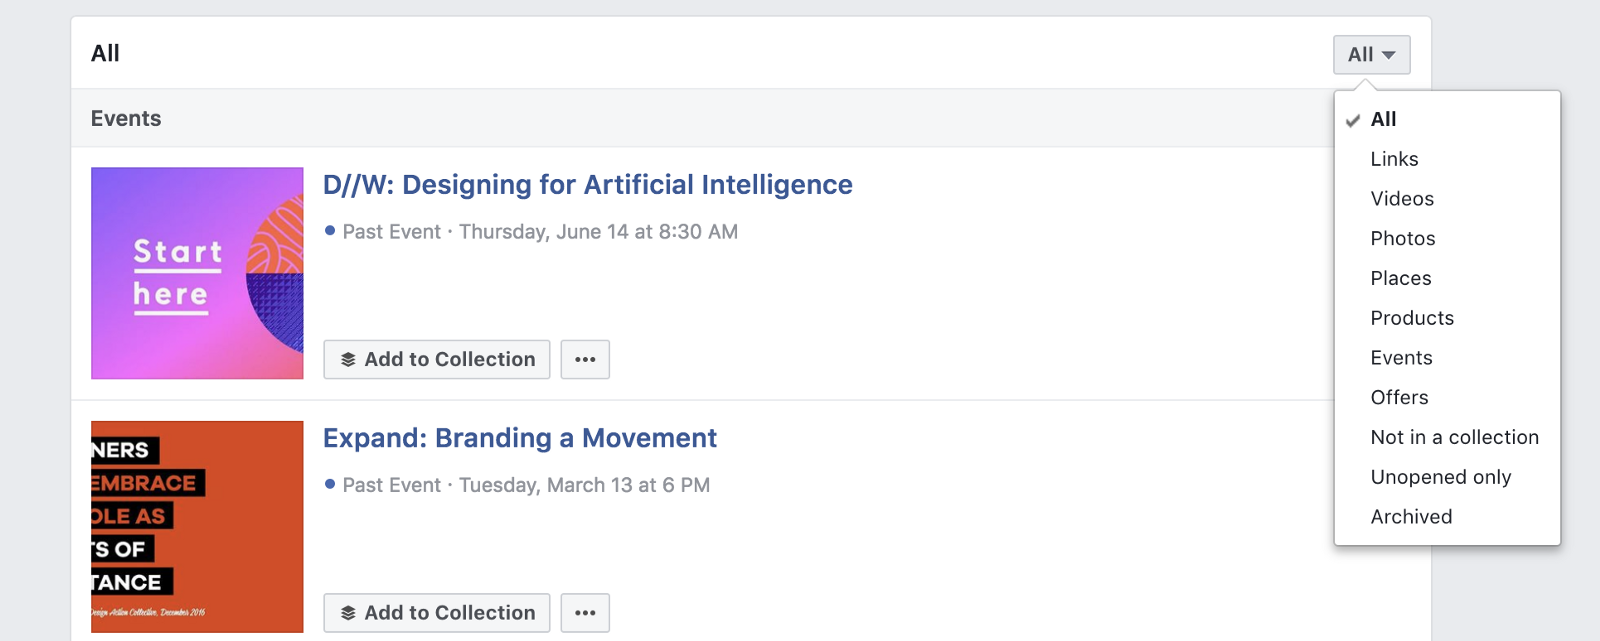 All
All
Events
Start
here
D//W: Designing for Artificial Intelligence
Past Event · Thursday, June 14 at 8:30 AM
Add to Collection
NERS
EMBRACE
OLE AS
TS OF
TANCE
Design Action Collective, December 2016
Expand: Branding a Movement
Past Event · Tuesday, March 13 at 6 PM
Add to Collection
All
Links
Videos
Photos
Places
Products
Events
Offers
Not in a collection
Unopened only
Archived